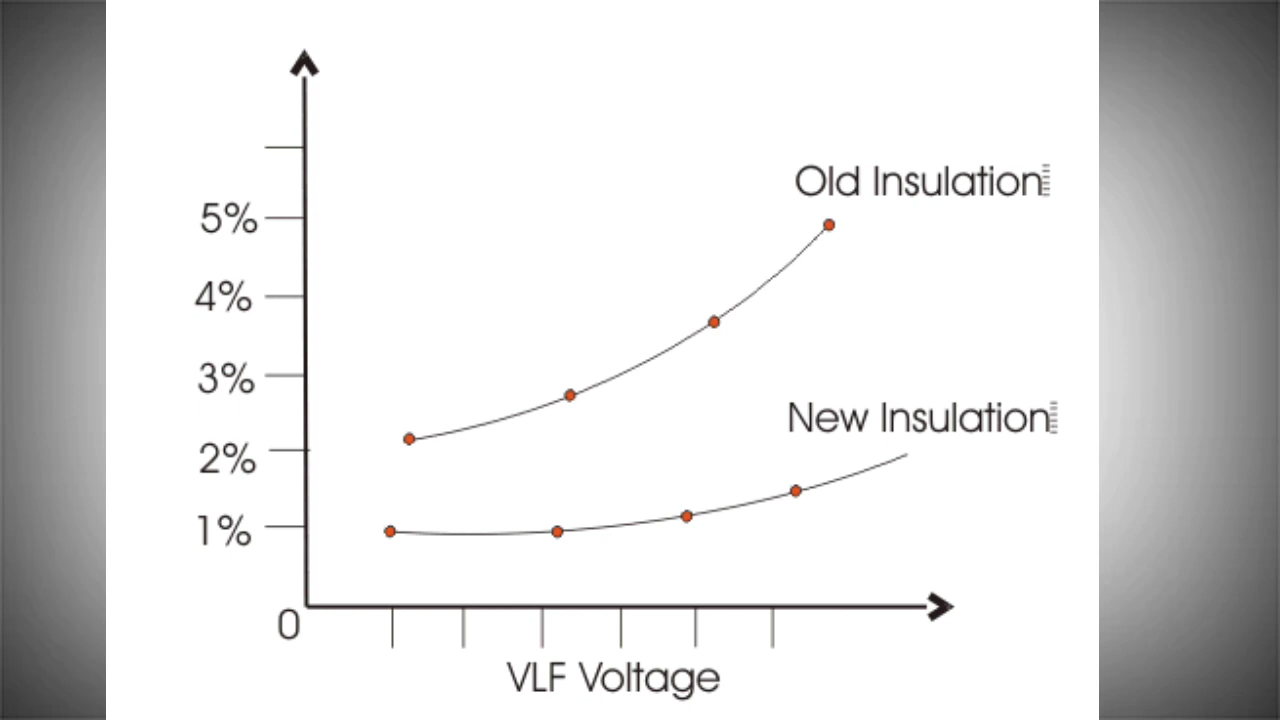 Old Insulation
5%
4%
3%
New Insulation
2%
1%
0
VLF Voltage